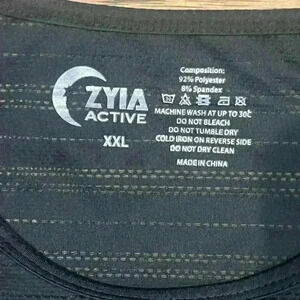 ZYIA
ACTIVE
XXL
Composition:
92% Polyester
8% Spandex
MACHINE WASH AT UP TO 30C
DO NOT BLEACH
DO NOT TUMBLE DRY
COLD IRON ON REVERSE SIDE
DO NOT DRY CLEAN
MADE IN CHINA